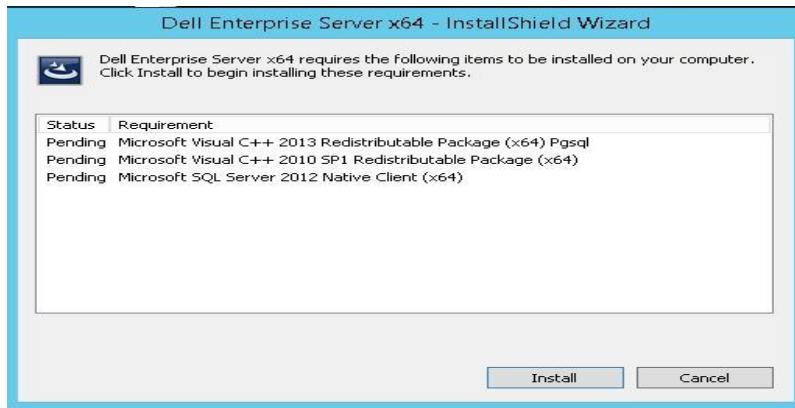 Dell Enterprise Server x64 - InstallShield Wizard
Dell Enterprise Server x64 requires the following items to be installed on your computer.
Click Install to begin installing these requirements.
Status Requirement
Pending Microsoft Visual C++ 2013 Redistributable Package (x64) Pgsql
Pending Microsoft Visual C++ 2010 SP1 Redistributable Package (x64)
Pending Microsoft SQL Server 2012 Native Client (x64)
Install Cancel